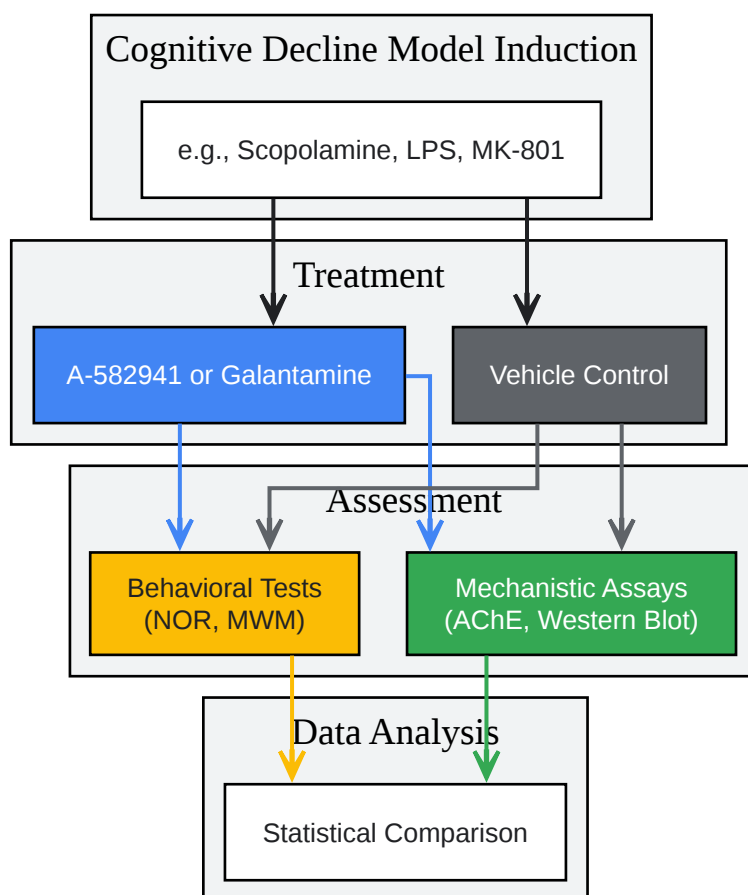 Cognitive Decline Model Induction
e.g., Scopolamine, LPS, MK-801
Treatment
A-582941 or Galantamine
Vehicle Control
Assessment
Behavioral Tests
(NOR, MWM)
Mechanistic Assays
(AChE, Western Blot)
Data Analysis
Statistical Comparison